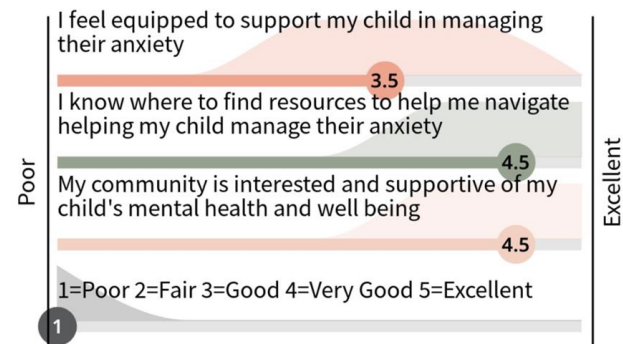 I feel equipped to support my child in managing
their anxiety
3.5
I know where to find resources to help me navigate
helping my child manage their anxiety
4.5
My community is interested and supportive of my
child's mental health and well being
4.5
1=Poor 2=Fair 3=Good 4=Very Good 5=Excellent
1
Poor
Excellent